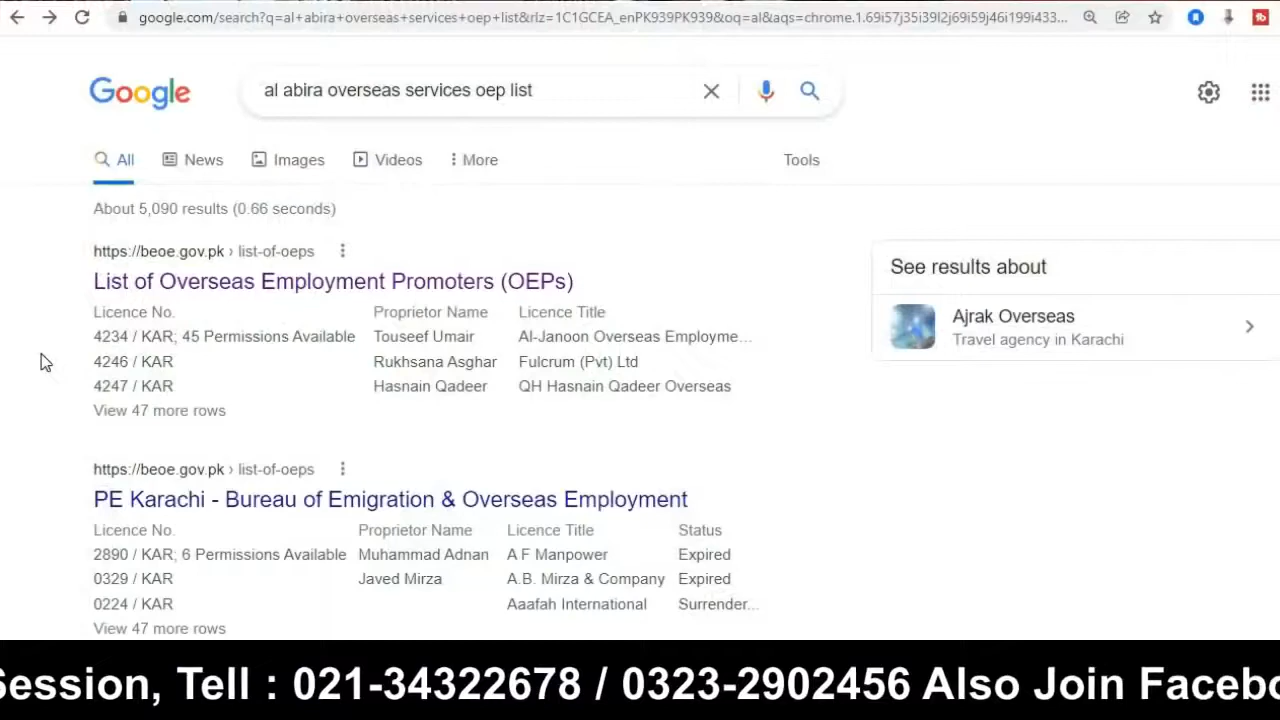 google.com/search?q=al+abira+overseas+services+oep+list&rlz=1C1GCEA_enPK939PK939&oq=al&aqs=chrome.1.69i57j35i39l2j69i59j46i199i433...
Google
al abira overseas services oep list
All News Images Videos More Tools
About 5,090 results (0.66 seconds)
https://beoe.gov.pk › list-of-oeps
List of Overseas Employment Promoters (OEPs)
Licence No. Proprietor Name Licence Title
4234 / KAR; 45 Permissions Available Touseef Umair Al-Janoon Overseas Employme...
4246 / KAR Rukhsana Asghar Fulcrum (Pvt) Ltd
4247 / KAR Hasnain Qadeer QH Hasnain Qadeer Overseas
View 47 more rows
See results about
Ajrak Overseas
Travel agency in Karachi
https://beoe.gov.pk › list-of-oeps
PE Karachi - Bureau of Emigration & Overseas Employment
Licence No. Proprietor Name Licence Title Status
2890 / KAR; 6 Permissions Available Muhammad Adnan A F Manpower Expired
0329 / KAR Javed Mirza A.B. Mirza & Company Expired
0224 / KAR Aaafah International Surrender...
View 47 more rows
Session, Tell : 021-34322678 / 0323-2902456 Also Join Facebo